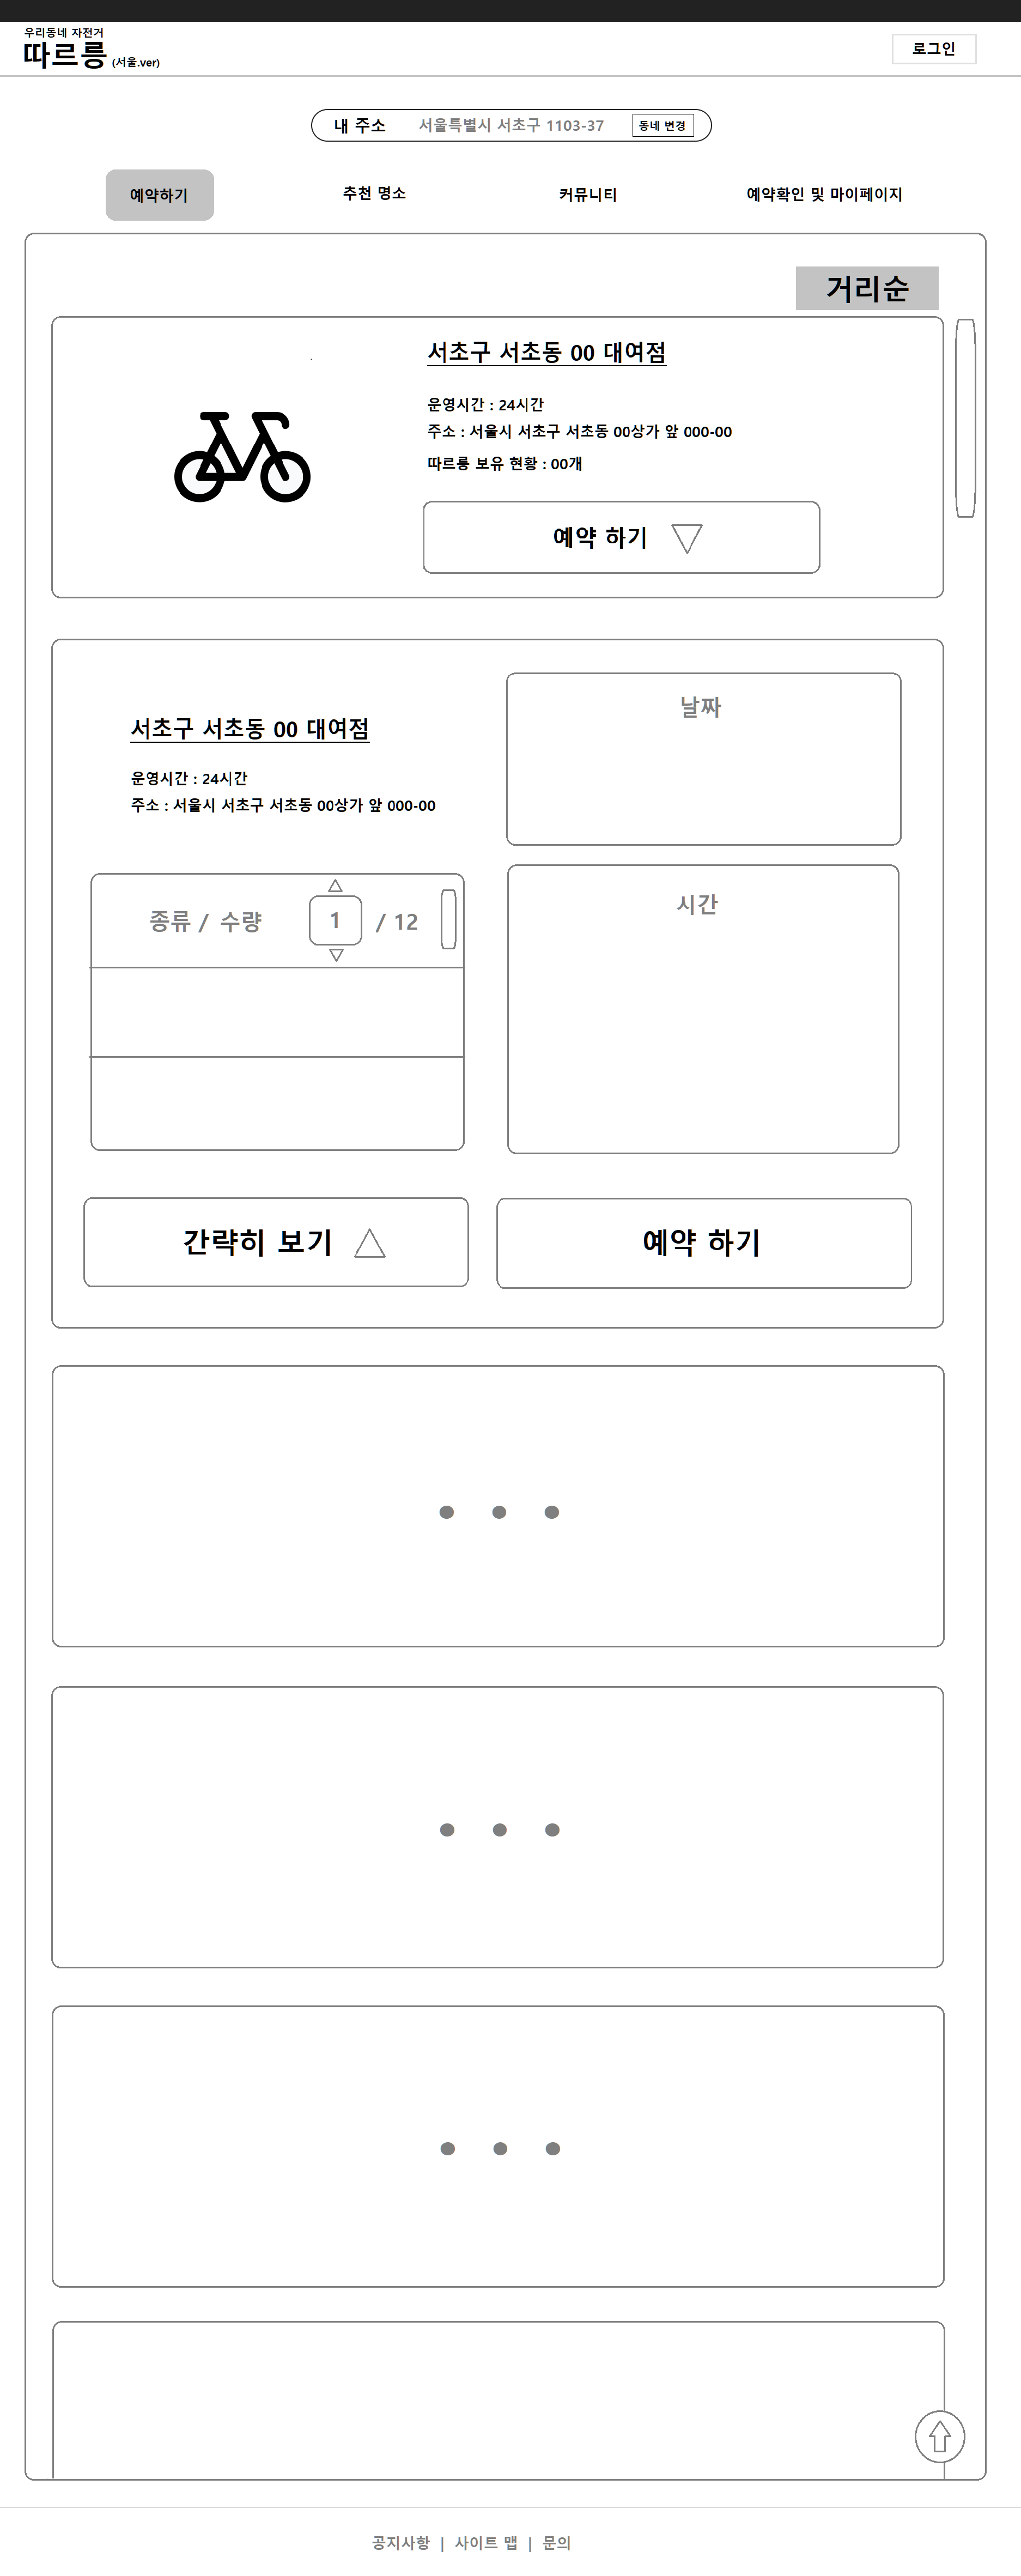 우리동네 자전거
따르릉 (서울.ver)
로그인
내 주소 서울특별시 서초구 1103-37 동네 변경
예약하기 추천 명소 커뮤니티 예약확인 및 마이페이지
거리순
서초구 서초동 00 대여점
운영시간 : 24시간
주소 : 서울시 서초구 서초동 00상가 앞 000-00
따르릉 보유 현황 : 00개
예약 하기
서초구 서초동 00 대여점
운영시간 : 24시간
주소 : 서울시 서초구 서초동 00상가 앞 000-00
날짜
종류 / 수량 1 / 12
시간
간략히 보기
예약 하기
공지사항 | 사이트 맵 | 문의